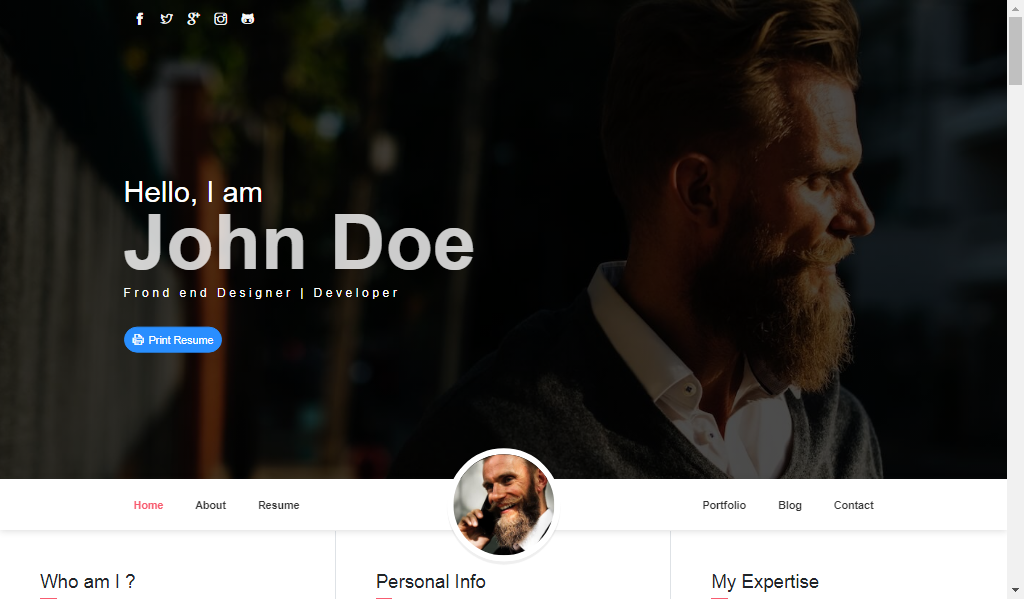 Hello, I am
John Doe
Frond end Designer | Developer
Print Resume
Home About Resume Portfolio Blog Contact
Who am I ?
Personal Info
My Expertise